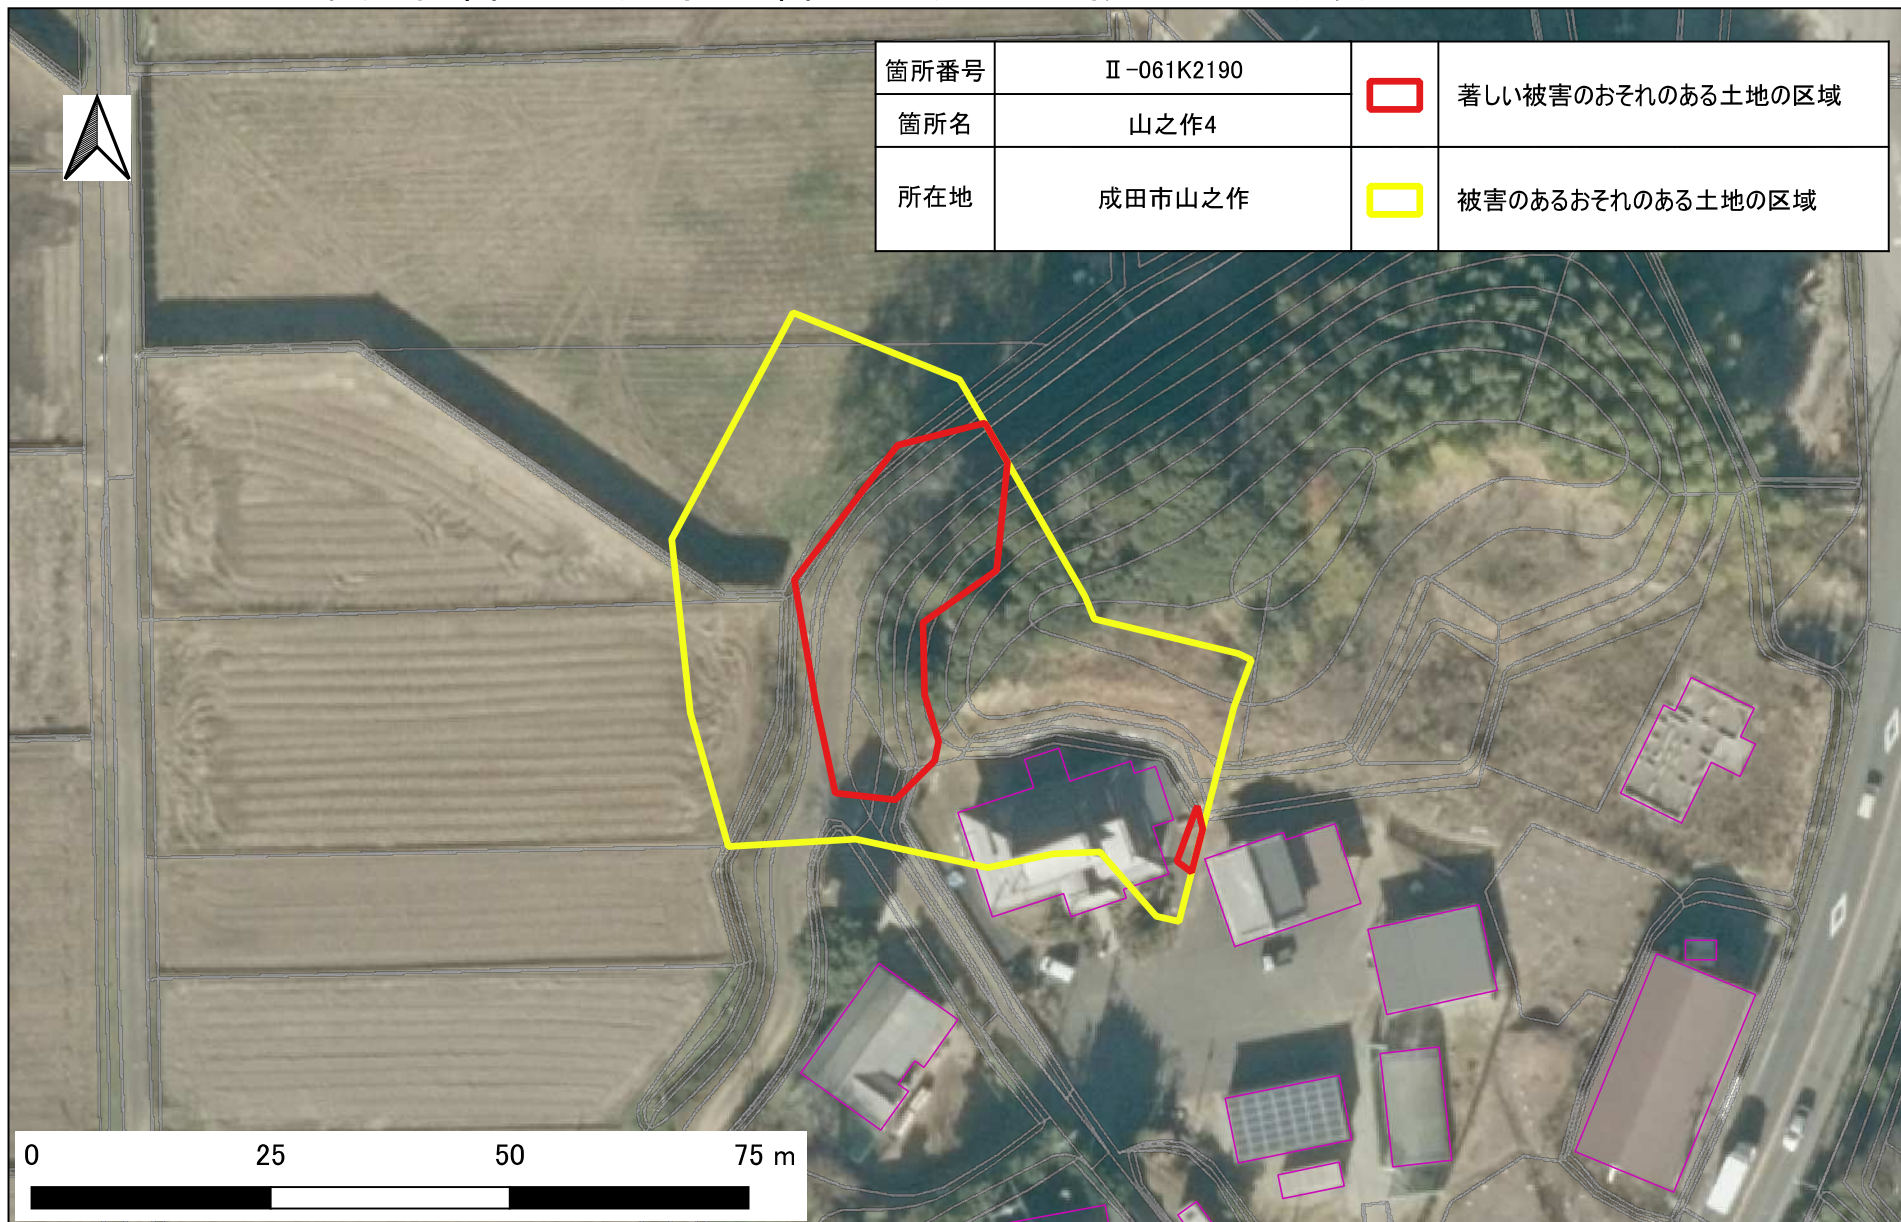 箇所番号 Ⅱ-061K2190
著しい被害のおそれのある土地の区域
箇所名 山之作4
所在地 成田市山之作
被害のあるおそれのある土地の区域
0 25 50 75 m